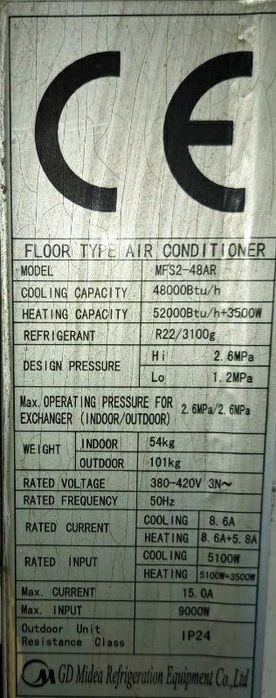 CE
FLOOR TYPE AIR CONDITIONER
MODEL MFS2-48AR
COOLING CAPACITY 48000Btu/h
HEATING CAPACITY 52000Btu/h+3500W
REFRIGERANT R22/3100g
DESIGN PRESSURE Hi 2.6MPa
Lo 1.2MPa
Max. OPERATING PRESSURE FOR
EXCHANGER (INDOOR/OUTDOOR) 2.6MPa/2.6MPa
WEIGHT INDOOR 54kg
OUTDOOR 101kg
RATED VOLTAGE 380-420V 3N~
RATED FREQUENCY 50Hz
RATED CURRENT COOLING 8.6A
HEATING 8.6A+5.8A
RATED INPUT COOLING 5100W
HEATING 5100W+3500W
Max. CURRENT 15.0A
Max. INPUT 9000W
Outdoor Unit
Resistance Class IP24
GD Midea Refrigeration Equipment Co.,Ltd